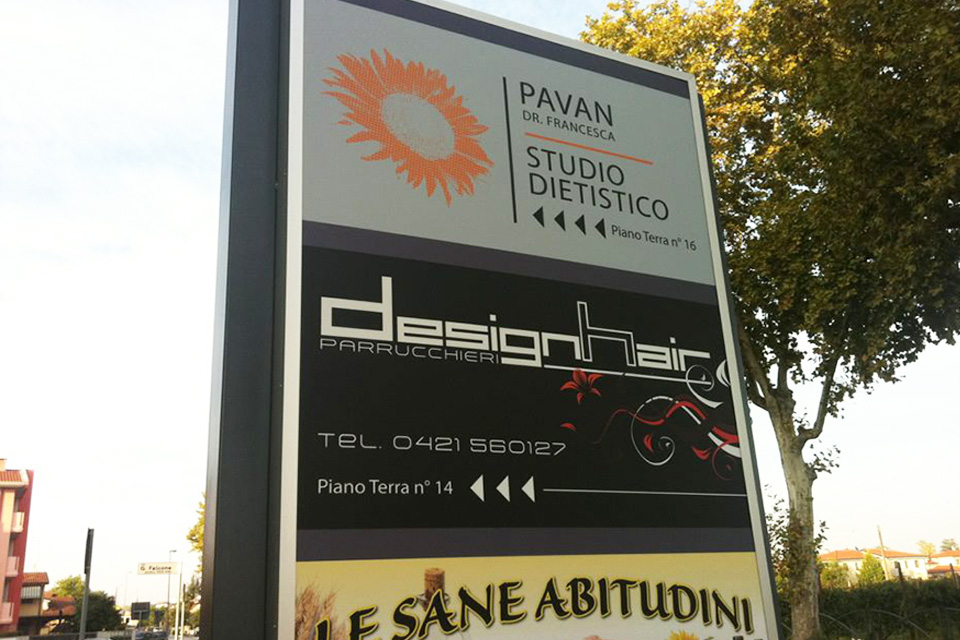 PAVAN
DR. FRANCESCA
STUDIO
DIETISTICO
Piano Terra n° 16
designhair
PARRUCCHIERI
TEL. 0421 560127
Piano Terra n° 14
LE SANE ABITUDINI
G. Falcone